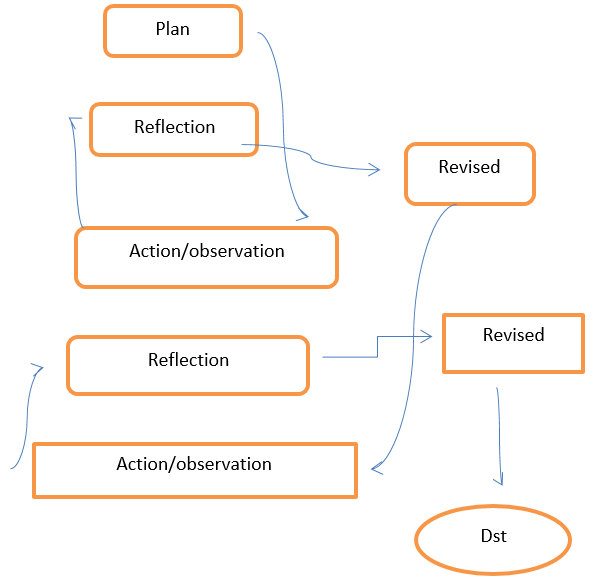 Plan
Reflection
Revised
Action/observation
Revised
Reflection
Action/observation
Dst